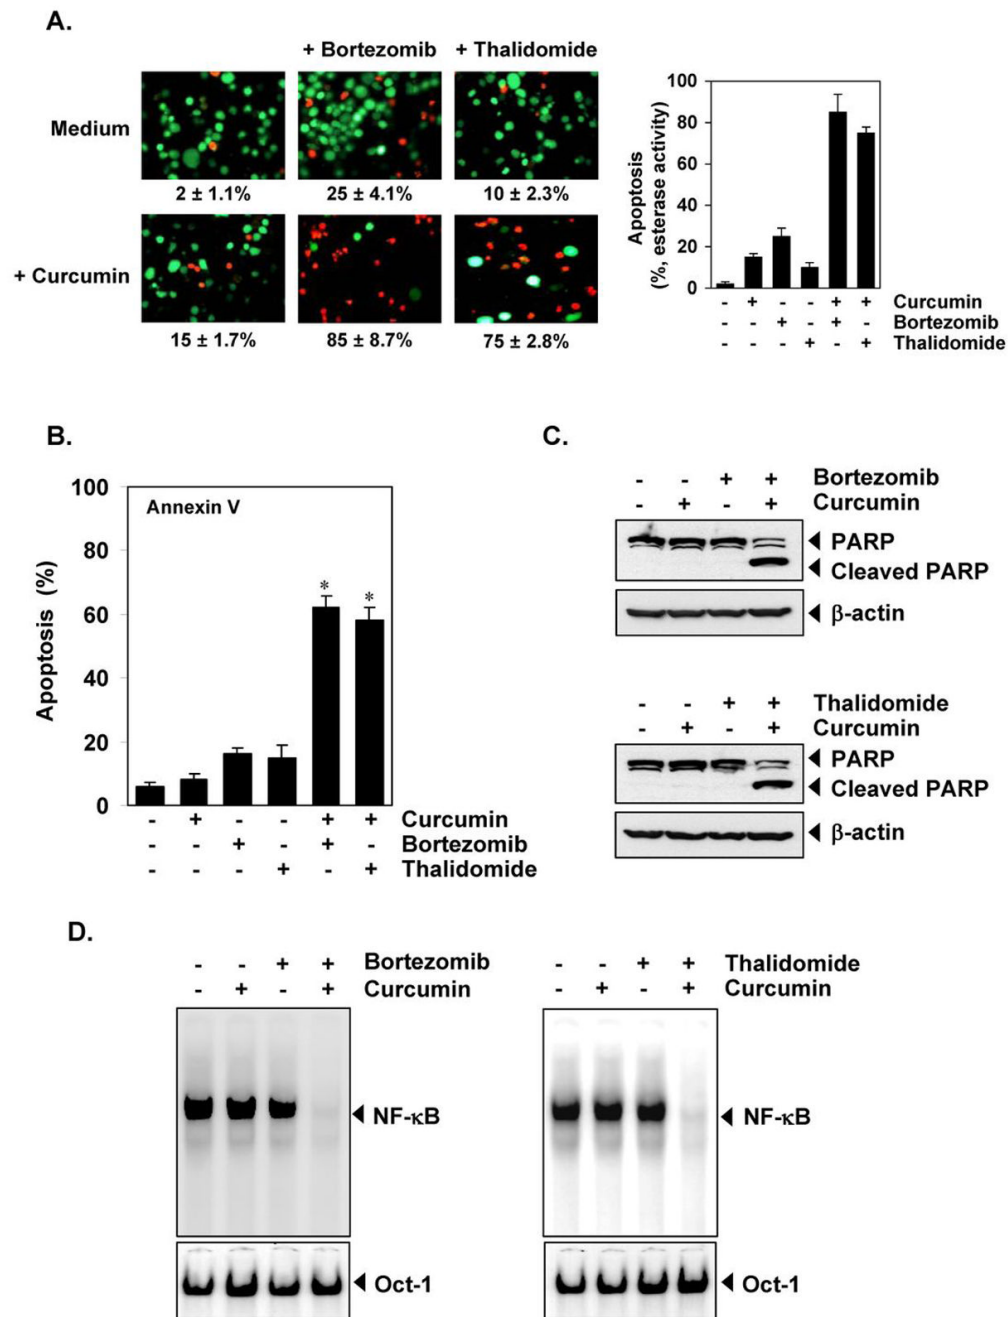 A.
+ Bortezomib + Thalidomide
Medium
2 ± 1.1% 25 ± 4.1% 10 ± 2.3%
+ Curcumin
15 ± 1.7% 85 ± 8.7% 75 ± 2.8%
Apoptosis
(%, esterase activity)
100
80
60
40
20
0
- + - - + + Curcumin
- - + - + - Bortezomib
- - - + - + Thalidomide
B.
Annexin V
Apoptosis (%)
100
80
60
40
20
0
* *
- + - - + + Curcumin
- - + - + - Bortezomib
- - - + - + Thalidomide
C.
- - + + Bortezomib
- + - + Curcumin
PARP
Cleaved PARP
β-actin
- - + + Thalidomide
- + - + Curcumin
PARP
Cleaved PARP
β-actin
D.
- - + + Bortezomib
- + - + Curcumin
NF-κB
Oct-1
- - + + Thalidomide
- + - + Curcumin
NF-κB
Oct-1